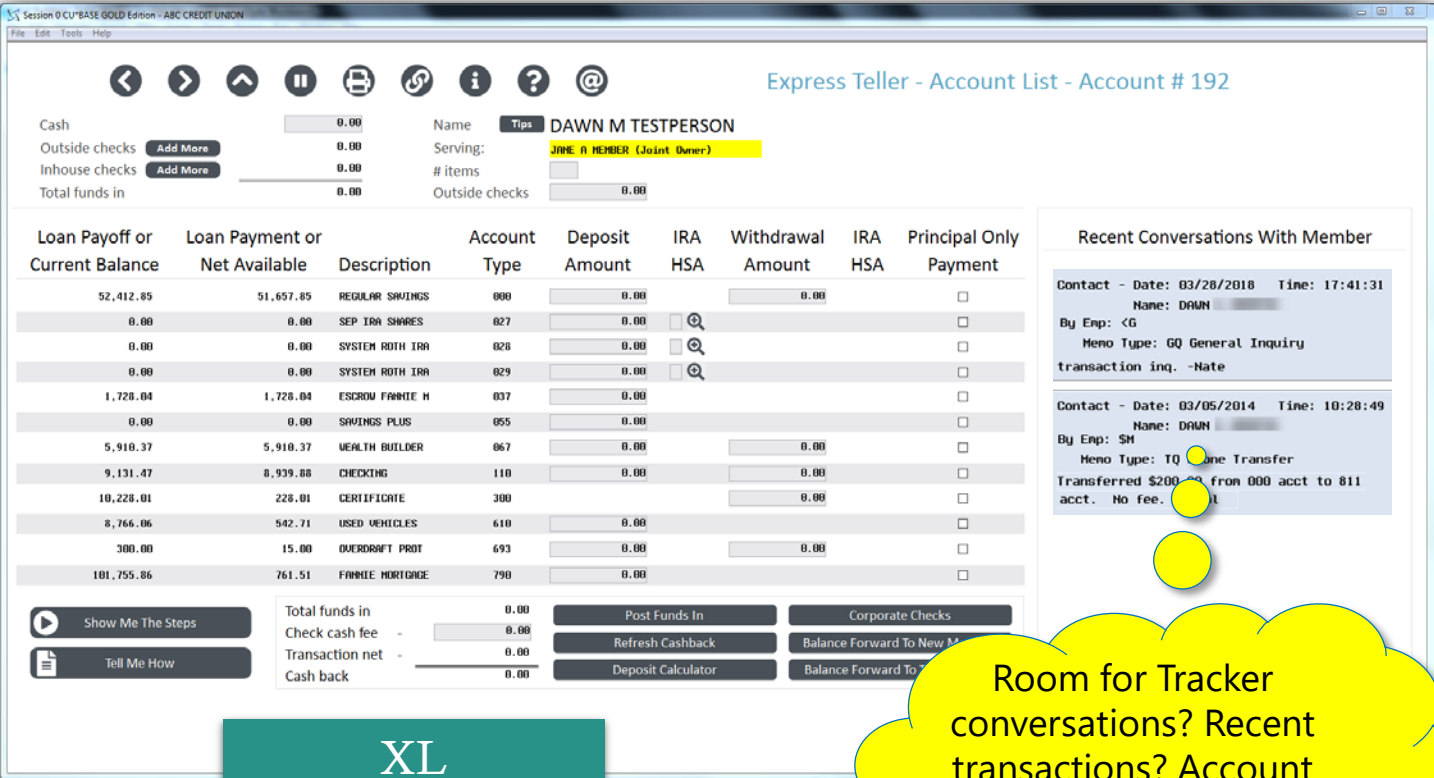 Session 0 CU*BASE GOLD Edition - ABC CREDIT UNION
File Edit Tools Help
Express Teller - Account List - Account # 192
Cash 0.00 Name Tips DAWN M TESTPERSON
Outside checks Add More 0.00 Serving: JANE A MEMBER (Joint Owner)
Inhouse checks Add More 0.00 # items
Total funds in 0.00 Outside checks 0.00
Loan Payoff or Loan Payment or Account Deposit IRA Withdrawal IRA Principal Only
Current Balance Net Available Description Type Amount HSA Amount HSA Payment
52,412.85 51,657.85 REGULAR SAVINGS 000 0.00 0.00
0.00 0.00 SEP IRA SHARES 027 0.00
0.00 0.00 SYSTEM ROTH IRA 028 0.00
0.00 0.00 SYSTEM ROTH IRA 029 0.00
1,728.04 1,728.04 ESCROW FANNIE M 037 0.00
0.00 0.00 SAVINGS PLUS 055 0.00
5,910.37 5,910.37 WEALTH BUILDER 067 0.00 0.00
9,131.47 8,939.88 CHECKING 110 0.00 0.00
10,228.01 228.01 CERTIFICATE 300 0.00
8,766.06 542.71 USED VEHICLES 610 0.00
300.00 15.00 OVERDRAFT PROT 693 0.00 0.00
101,755.86 761.51 FANNIE MORTGAGE 790 0.00
Recent Conversations With Member
Contact - Date: 03/28/2018 Time: 17:41:31
Name: DAWN
By Emp: <G
Memo Type: GQ General Inquiry
transaction inq. -Nate
Contact - Date: 03/05/2014 Time: 10:28:49
Name: DAWN
By Emp: $M
Memo Type: TQ Transfer
Transferred from 000 acct to 811
acct. No fee.
Show Me The Steps
Tell Me How
Total funds in 0.00
Check cash fee - 0.00
Transaction net - 0.00
Cash back 0.00
Post Funds In Corporate Checks
Refresh Cashback Balance Forward To New
Deposit Calculator Balance Forward To
Room for Tracker
conversations? Recent
transactions? Account
XL